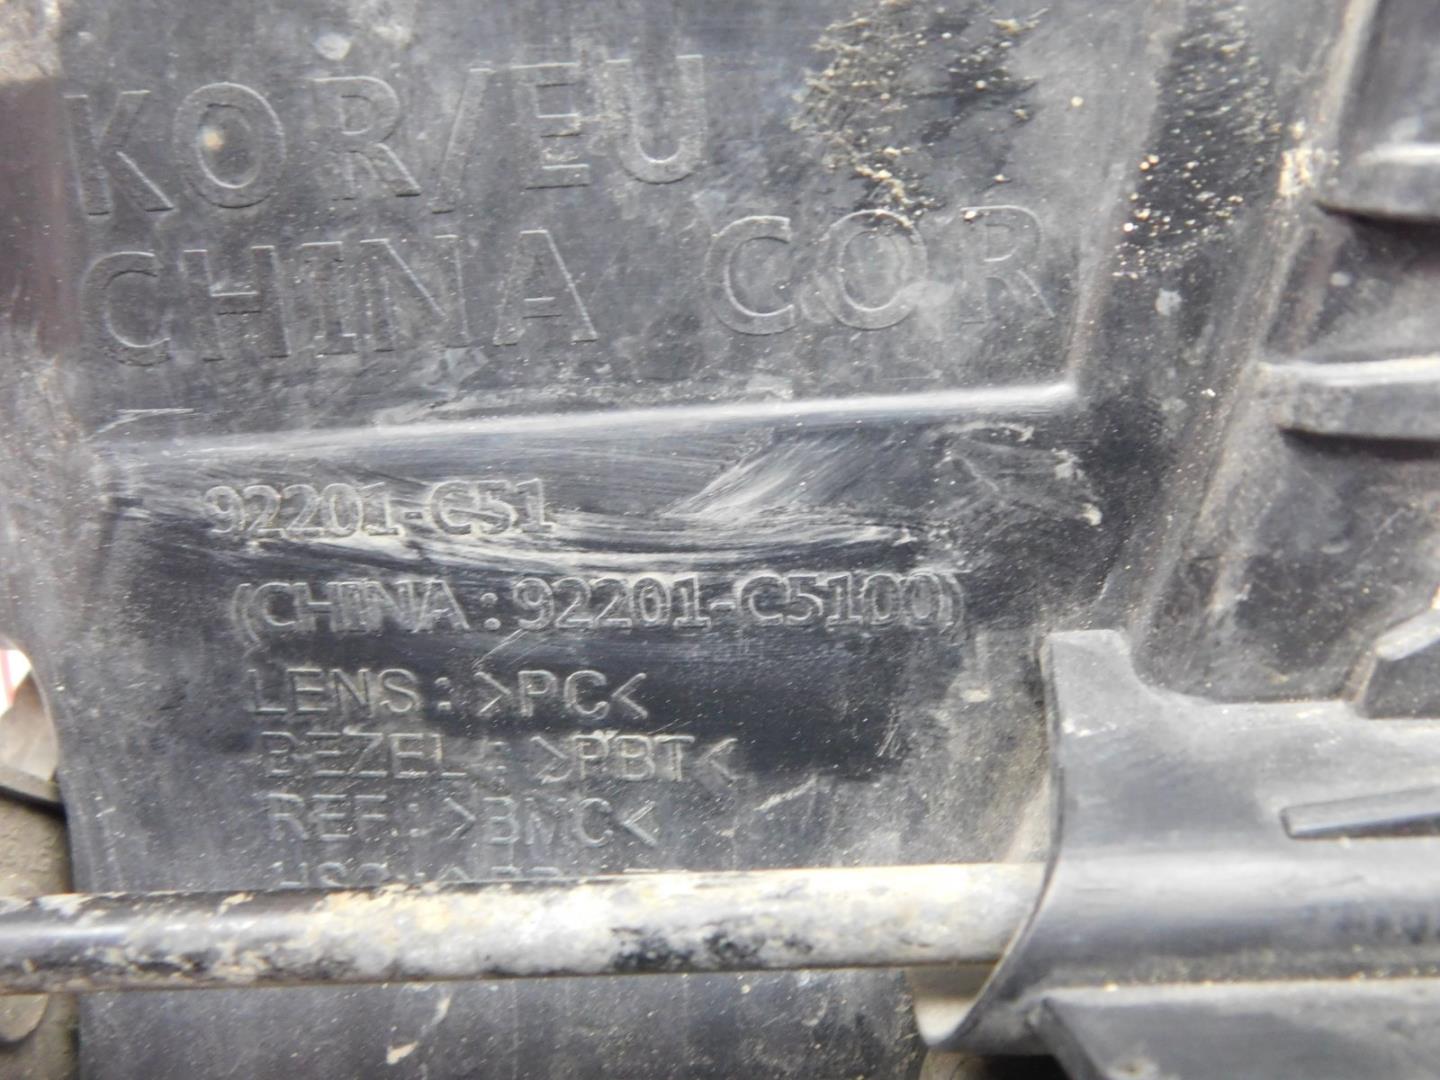 KOR/EU
CHINA COR
92201-C51
(CHINA:92201-C5100)
LENS: >PC<
BEZEL: >PBT<
REF: >BMC<